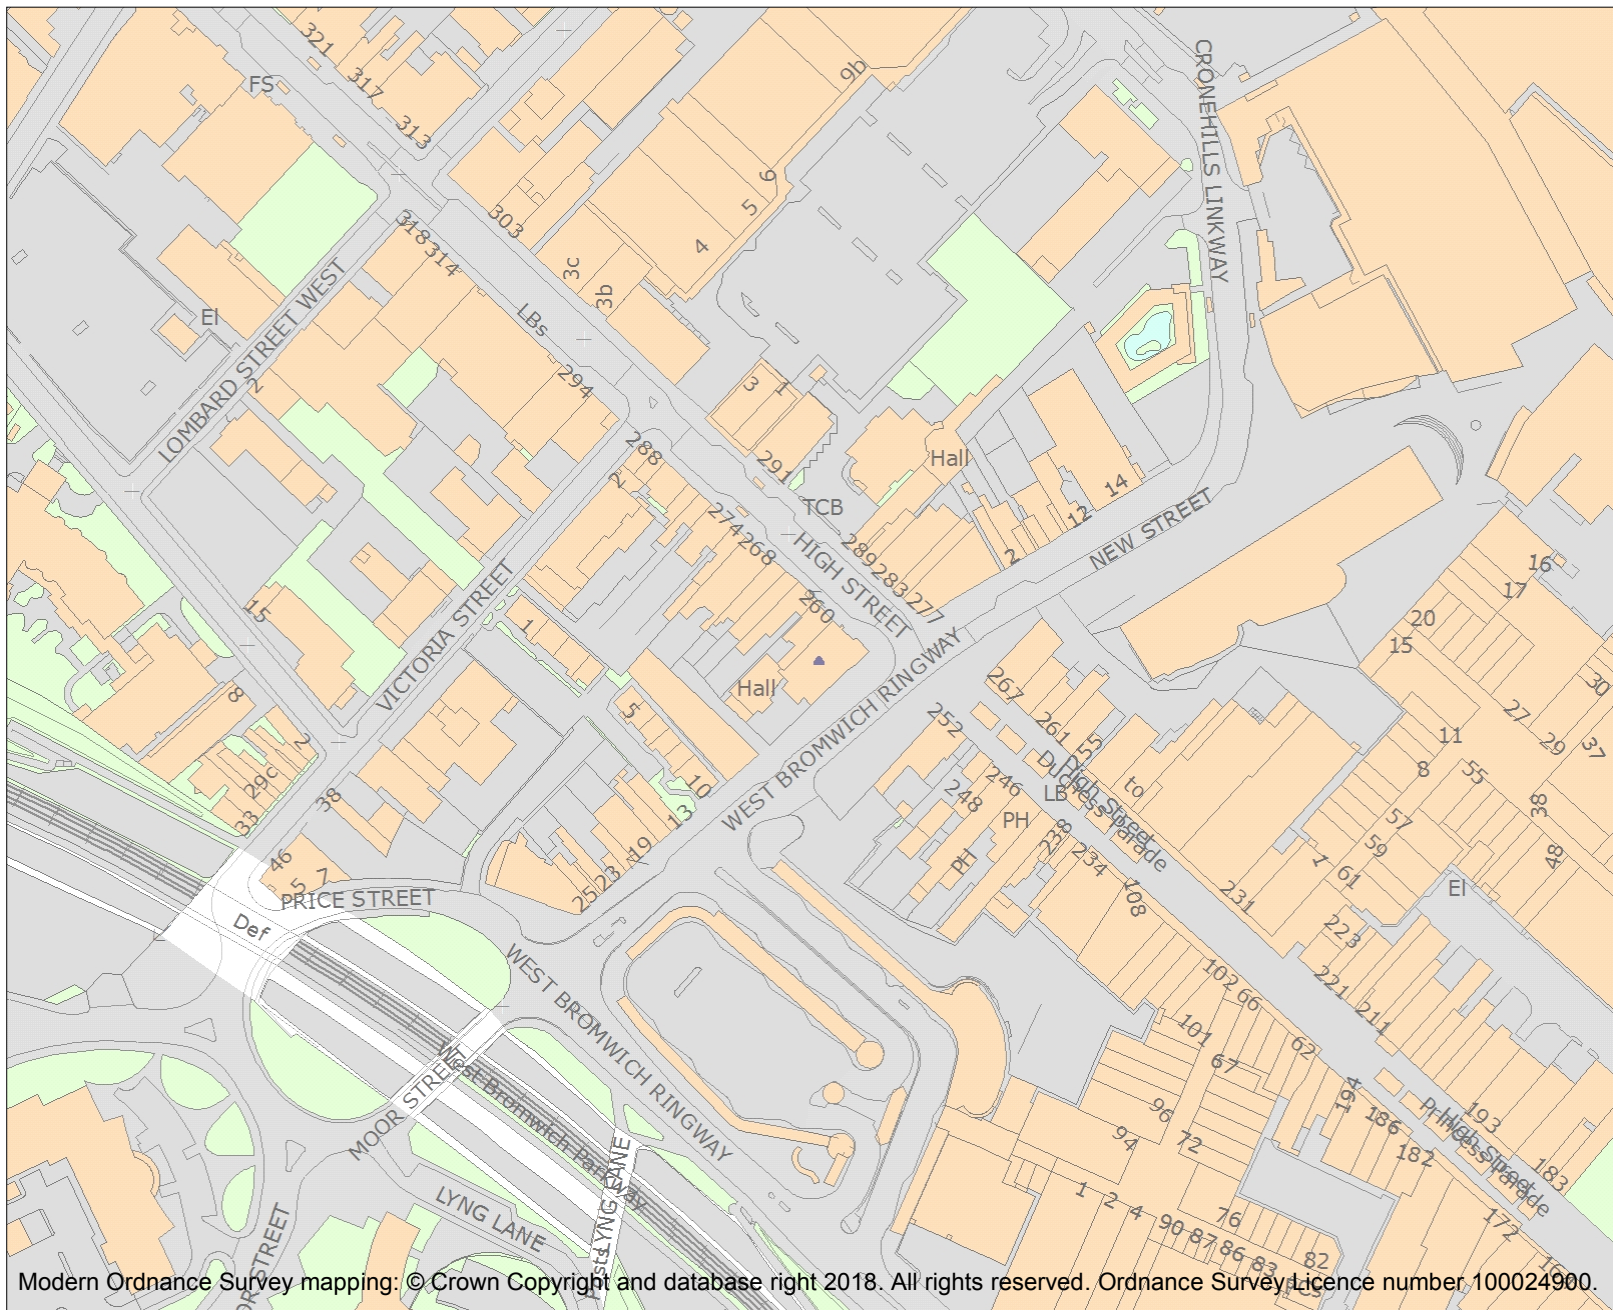 321
FS
317
313
9b
CRONEHILLS LINKWAY
318
314
303
6
5
4
3c
3b
LBs
El
LOMBARD STREET WEST
2
294
3
1
288
291
Hall
2
TCB
14
12
2
NEW STREET
274
268
HIGH STREET
289
283
277
260
16
17
20
15
15
VICTORIA STREET
1
Hall
WEST BROMWICH RINGWAY
267
252
261
255
to
8
2
29c
33
38
5
10
13
19
23
25
46
5
7
PRICE STREET
Def
248
246
PH
PH
LB
238
234
High Street
Duchess Parade
108
231
30
27
29
37
11
8
55
38
57
59
1
61
48
El
223
221
211
102
66
62
101
67
WEST BROMWICH RINGWAY
West Bromwich Parkway
MOOR STREET
LYNG LANE
LYNG LANE
Posts
96
72
94
1
2
4
90
87
86
83
76
82
PCs
194
186
182
193
High Street
Princess Parade
183
172
Modern Ordnance Survey mapping: © Crown Copyright and database right 2018. All rights reserved. Ordnance Survey Licence number 100024900.